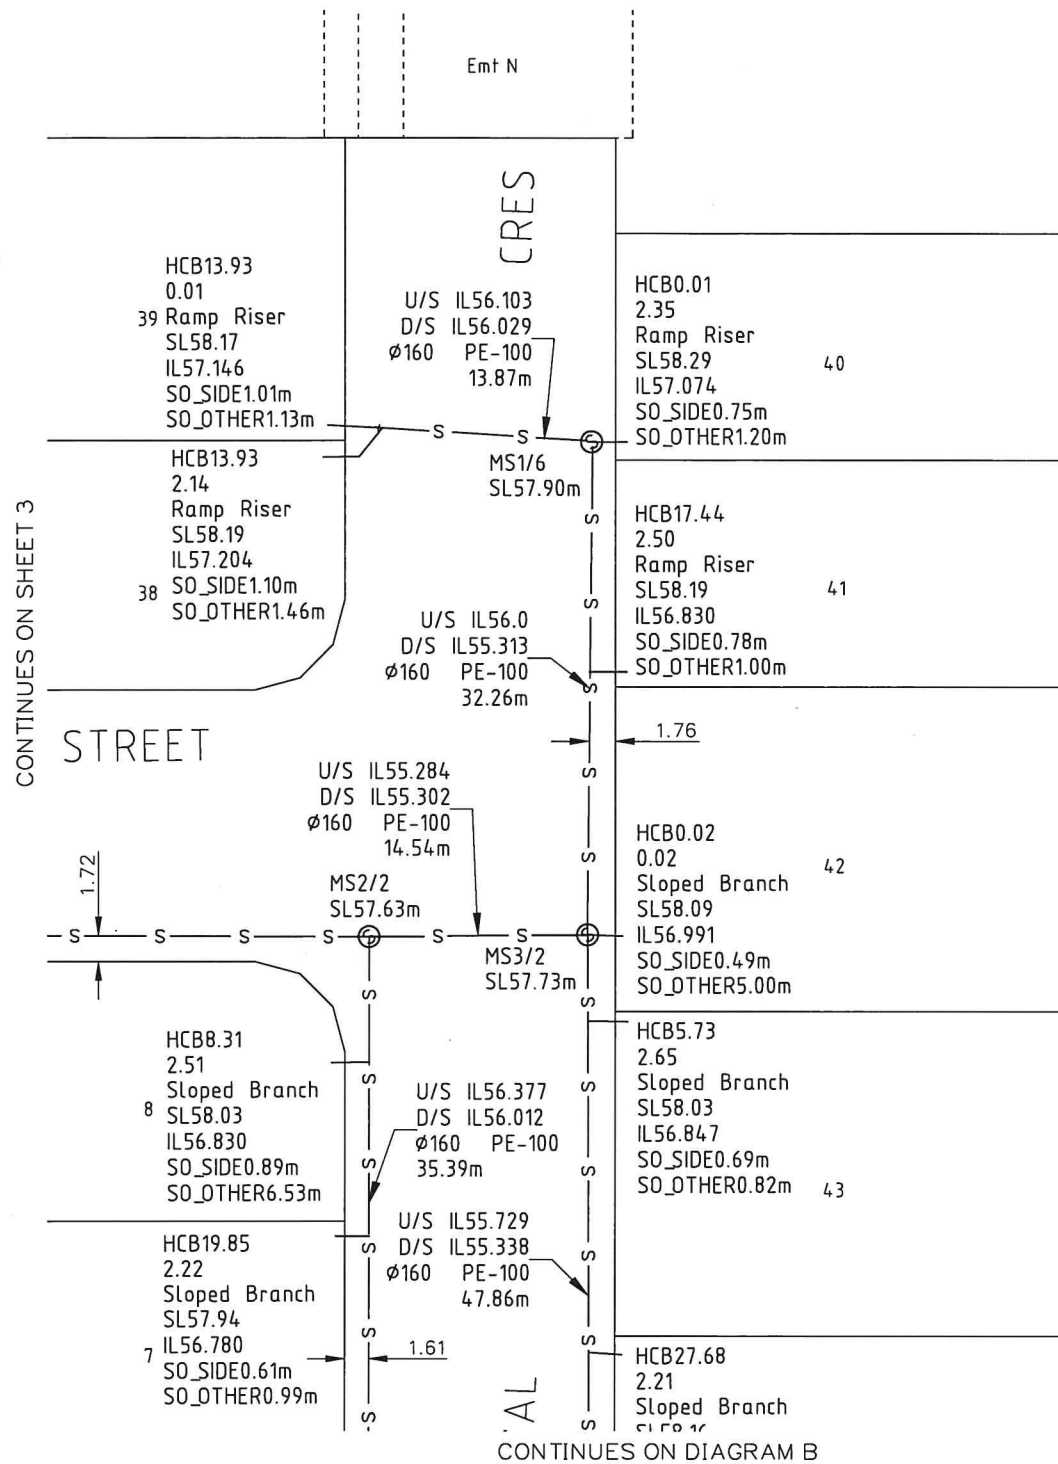 Emt N
CRES
HCB13.93
0.01
39 Ramp Riser
SL58.17
IL57.146
SO_SIDE1.01m
SO_OTHER1.13m
U/S IL56.103
D/S IL56.029
Ø160 PE-100
13.87m
HCB0.01
2.35
Ramp Riser
SL58.29
IL57.074
SO_SIDE0.75m
SO_OTHER1.20m
40
S S S
MS1/6
SL57.90m
HCB13.93
2.14
Ramp Riser
SL58.19
IL57.204
38 SO_SIDE1.10m
SO_OTHER1.46m
CONTINUES ON SHEET 3
S
S
S
HCB17.44
2.50
Ramp Riser
SL58.19
IL56.830
SO_SIDE0.78m
SO_OTHER1.00m
41
U/S IL56.0
D/S IL55.313
Ø160 PE-100
32.26m
1.76
STREET
S
S
U/S IL55.284
D/S IL55.302
Ø160 PE-100
14.54m
HCB0.02
0.02
Sloped Branch
SL58.09
IL56.991
SO_SIDE0.49m
SO_OTHER5.00m
42
1.72
MS2/2
SL57.63m
S S S S S S S S
MS3/2
SL57.73m
HCB8.31
2.51
Sloped Branch
8 SL58.03
IL56.830
SO_SIDE0.89m
SO_OTHER6.53m
S
S
S
S
S
S
U/S IL56.377
D/S IL56.012
Ø160 PE-100
35.39m
S
S
S
S
S
S
HCB5.73
2.65
Sloped Branch
SL58.03
IL56.847
SO_SIDE0.69m
SO_OTHER0.82m
43
U/S IL55.729
D/S IL55.338
Ø160 PE-100
47.86m
HCB19.85
2.22
Sloped Branch
SL57.94
7 IL56.780
SO_SIDE0.61m
SO_OTHER0.99m
1.61
AL
HCB27.68
2.21
Sloped Branch
CONTINUES ON DIAGRAM B